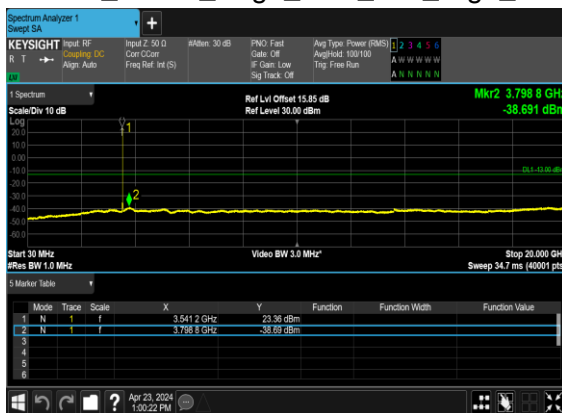 Spectrum Analyzer 1
Swept SA
+
KEYSIGHT Input: RF Input Z: 50 Ω #Atten: 30 dB PNO: Fast Avg Type: Power (RMS) 1 2 3 4 5 6
R T Coupling: DC Corr CCorr Gate: Off Avg|Hold: 100/100 A W W W W W
Align: Auto Freq Ref: Int (S) IF Gain: Low Trig: Free Run
Sig Track: Off A N N N N N
LU
1 Spectrum Ref Lvl Offset 15.85 dB Mkr2 3.798 8 GHz
Scale/Div 10 dB Ref Level 30.00 dBm -38.691 dBm
Log
20.0
10.0
0.00
-10.0
DL1 -13.00 dBm
-20.0
-30.0
-40.0
-50.0
-60.0
1
2
Start 30 MHz Video BW 3.0 MHz* Stop 20.000 GHz
#Res BW 1.0 MHz Sweep 34.7 ms (40001 pts)
5 Marker Table
Mode Trace Scale X Y Function Function Width Function Value
1 N 1 f 3.541 2 GHz 23.36 dBm
2 N 1 f 3.798 8 GHz -38.69 dBm
3
4
5
6
? Apr 23, 2024
1:00:22 PM